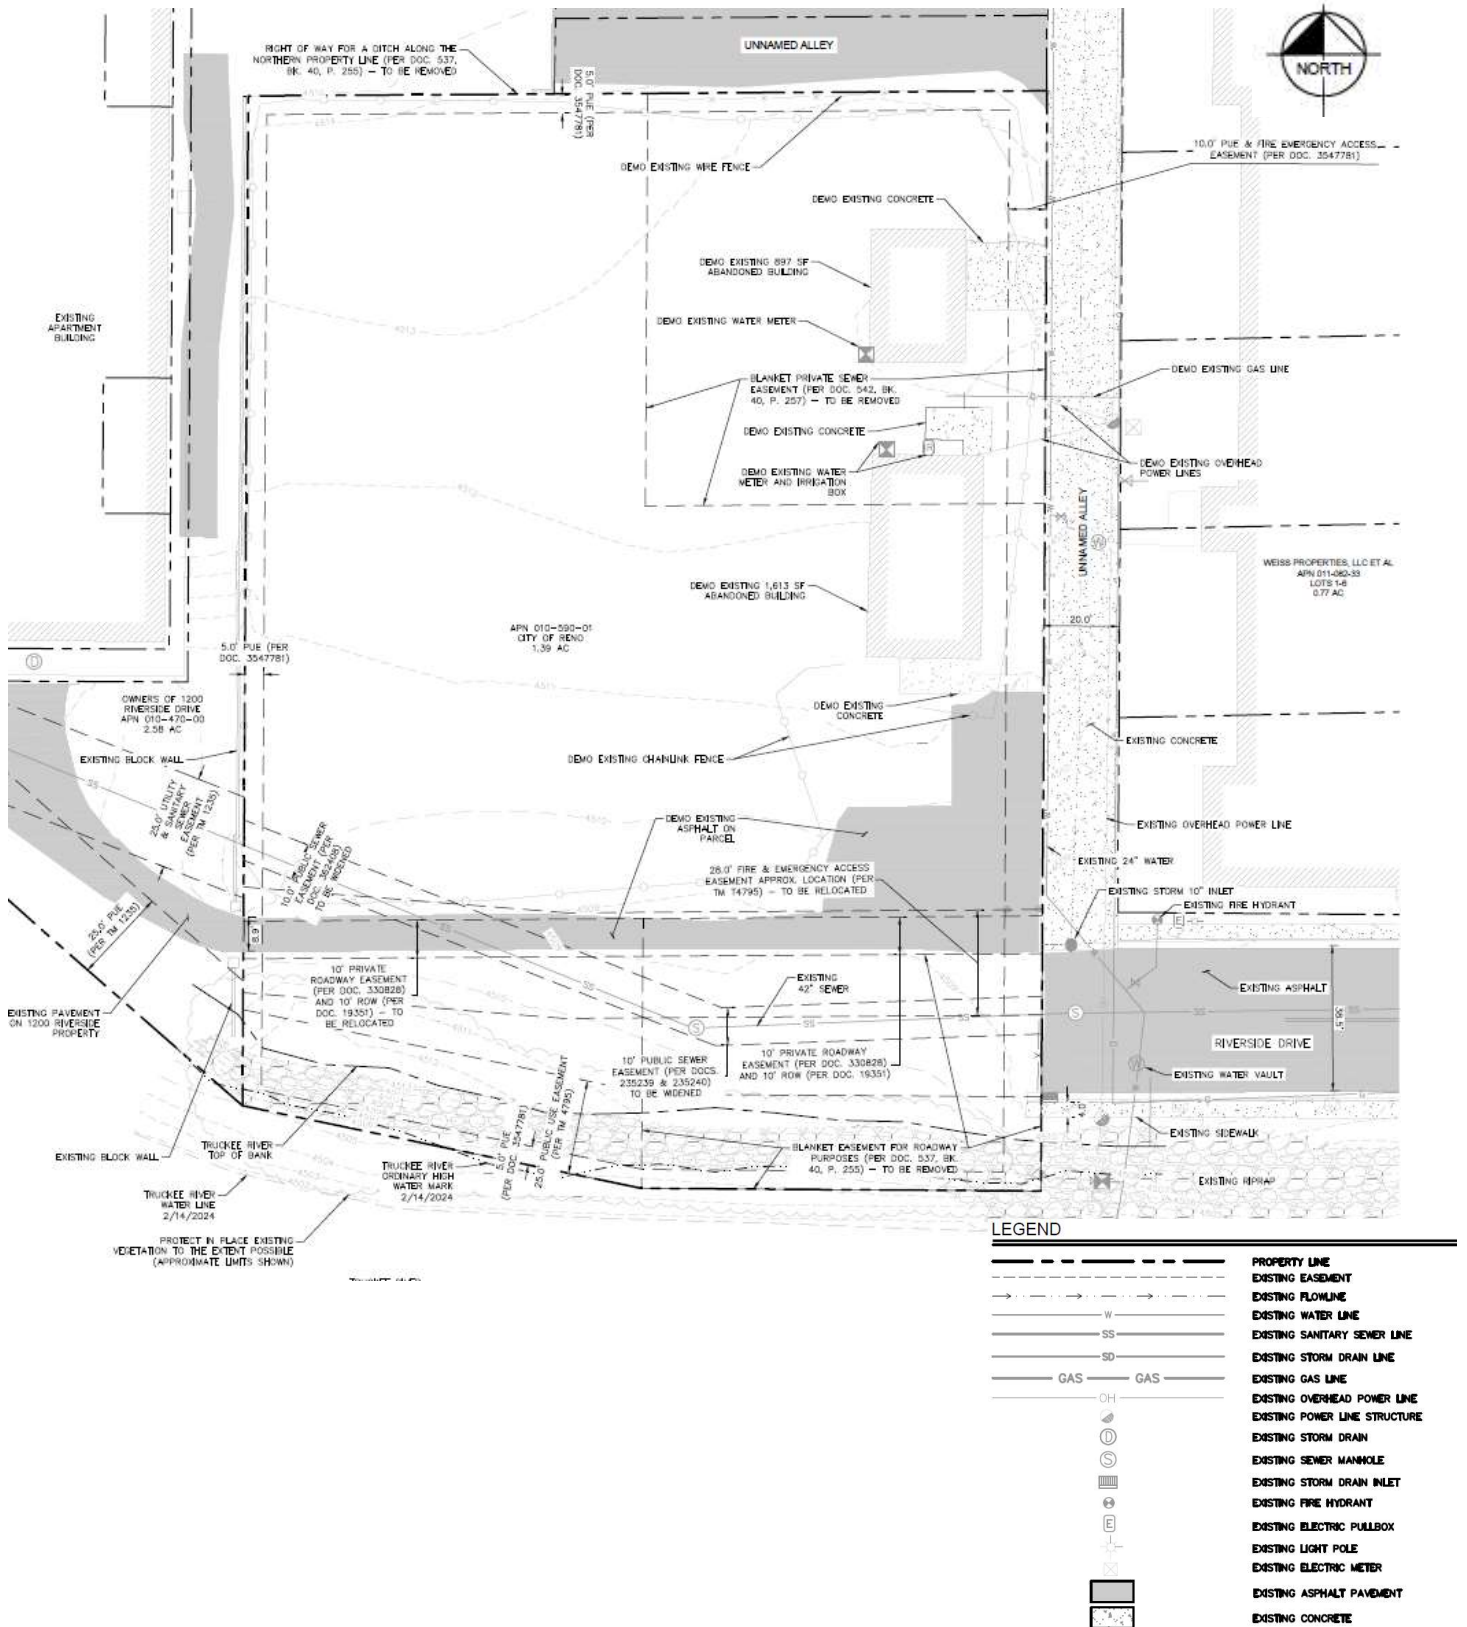 UNNAMED ALLEY
NORTH
RIGHT OF WAY FOR A DITCH ALONG THE
NORTHERN PROPERTY LINE (PER DOC. 537,
BK. 40, P. 255) – TO BE REMOVED
5.0' PUE (PER
DOC. 3547781)
10.0' PUE & FIRE EMERGENCY ACCESS
EASEMENT (PER DOC. 3547781)
DEMO EXISTING WIRE FENCE
DEMO EXISTING CONCRETE
DEMO EXISTING 897 SF
ABANDONED BUILDING
EXISTING
APARTMENT
BUILDING
4513
DEMO EXISTING WATER METER
DEMO EXISTING GAS LINE
BLANKET PRIVATE SEWER
EASEMENT (PER DOC. 542, BK.
40, P. 257) – TO BE REMOVED
DEMO EXISTING CONCRETE
DEMO EXISTING OVERHEAD
POWER LINES
DEMO EXISTING WATER
METER AND IRRIGATION
BOX
4512
UNNAMED ALLEY
W
WEISS PROPERTIES, LLC ET AL
APN 011-062-33
LOTS 1-6
0.77 AC
DEMO EXISTING 1,613 SF
ABANDONED BUILDING
20.0'
APN 010-590-01
CITY OF RENO
1.39 AC
5.0' PUE (PER
DOC. 3547781)
D
4511
OWNERS OF 1200
RIVERSIDE DRIVE
APN 010-470-00
2.58 AC
DEMO EXISTING
CONCRETE
EXISTING CONCRETE
EXISTING BLOCK WALL
DEMO EXISTING CHAINLINK FENCE
SS
25.0' UTILITY
& SANITARY
SEWER
EASEMENT
(PER TM 1235)
10.0' PUBLIC SEWER
EASEMENT (PER
DOC. 362408)
TO BE WIDENED
4510
DEMO EXISTING
ASPHALT ON
PARCEL
EXISTING OVERHEAD POWER LINE
26.0' FIRE & EMERGENCY ACCESS
EASEMENT APPROX. LOCATION (PER
TM T4795) – TO BE RELOCATED
EXISTING 24" WATER
EXISTING STORM 10" INLET
EXISTING FIRE HYDRANT
E
4509
25.0' PUE
(PER TM 1235)
8.9'
SS
10' PRIVATE
ROADWAY EASEMENT
(PER DOC. 330828)
AND 10' ROW (PER
DOC. 19351) – TO
BE RELOCATED
EXISTING
42" SEWER
EXISTING ASPHALT
EXISTING PAVEMENT
ON 1200 RIVERSIDE
PROPERTY
S
SS
SS
S
SS
SS
36.5'
RIVERSIDE DRIVE
10' PUBLIC SEWER
EASEMENT (PER DOCS.
235239 & 235240)
TO BE WIDENED
10' PRIVATE ROADWAY
EASEMENT (PER DOC. 330828)
AND 10' ROW (PER DOC. 19351)
EXISTING WATER VAULT
4.0'
EXISTING BLOCK WALL
TRUCKEE RIVER
TOP OF BANK
5.0' PUE
(PER DOC. 3547781)
25.0' PUBLIC USE EASEMENT
(PER TM 4795)
BLANKET EASEMENT FOR ROADWAY
PURPOSES (PER DOC. 537, BK.
40, P. 255) – TO BE REMOVED
EXISTING SIDEWALK
TRUCKEE RIVER
ORDINARY HIGH
WATER MARK
2/14/2024
EXISTING RIPRAP
TRUCKEE RIVER
WATER LINE
2/14/2024
PROTECT IN PLACE EXISTING
VEGETATION TO THE EXTENT POSSIBLE
(APPROXIMATE LIMITS SHOWN)
LEGEND
PROPERTY LINE
EXISTING EASEMENT
EXISTING FLOWLINE
W EXISTING WATER LINE
SS EXISTING SANITARY SEWER LINE
SD EXISTING STORM DRAIN LINE
GAS GAS EXISTING GAS LINE
OH EXISTING OVERHEAD POWER LINE
EXISTING POWER LINE STRUCTURE
D EXISTING STORM DRAIN
S EXISTING SEWER MANHOLE
EXISTING STORM DRAIN INLET
EXISTING FIRE HYDRANT
E EXISTING ELECTRIC PULLBOX
EXISTING LIGHT POLE
EXISTING ELECTRIC METER
EXISTING ASPHALT PAVEMENT
EXISTING CONCRETE